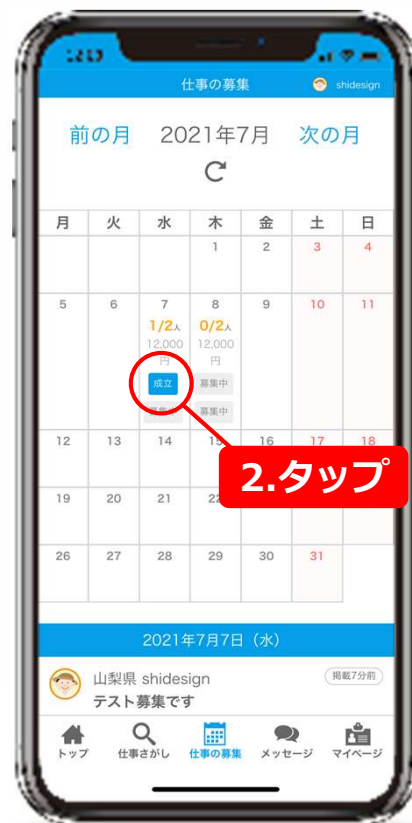 12:13
仕事の募集 shidesign
前の月 2021年7月 次の月
月 火 水 木 金 土 日
1 2 3 4
5 6 7 8 9 10 11
1/2人 0/2人
12,000 12,000
円 円
成立 募集中
募集中 募集中
12 13 14 15 16 17 18
2.タップ
19 20 21 22
26 27 28 29 30 31
2021年7月7日（水）
山梨県 shidesign 掲載7分前
テスト募集です
トップ 仕事さがし 仕事の募集 メッセージ マイページ